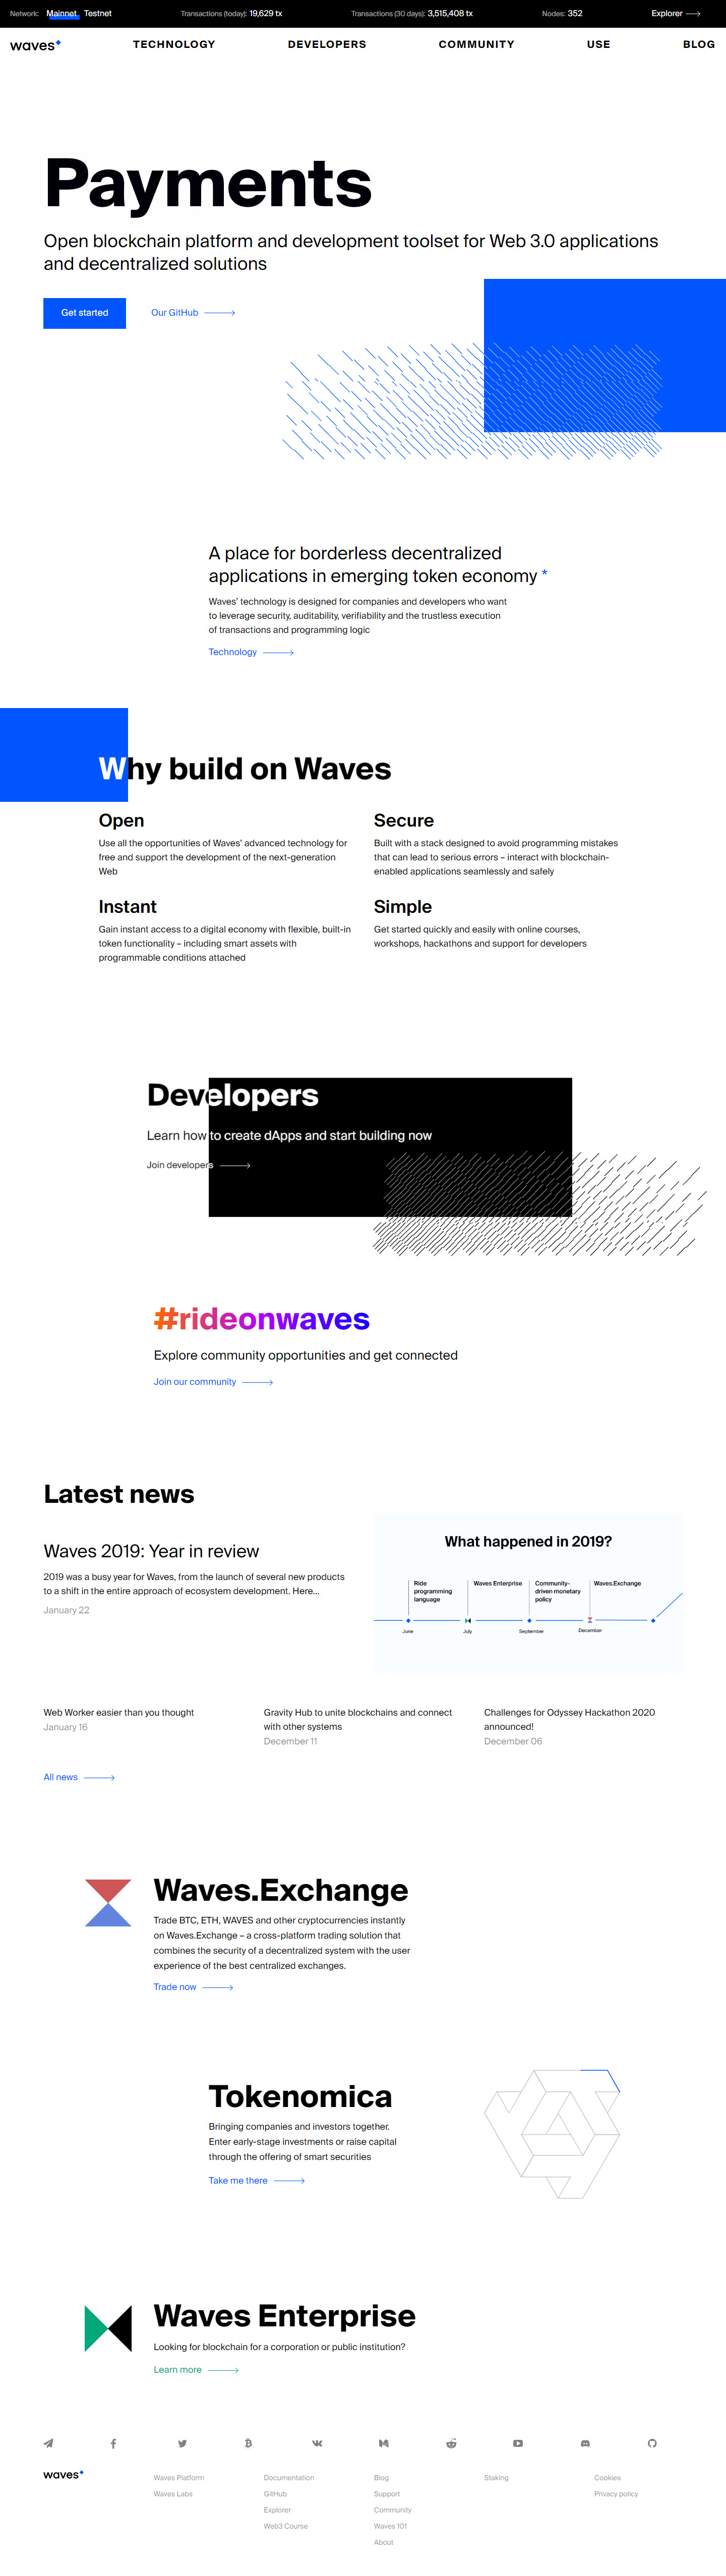 Network: Mainnet Testnet Transactions (today): 19,629 tx Transactions (30 days): 3,515,408 tx Nodes: 352 Explorer
waves TECHNOLOGY DEVELOPERS COMMUNITY USE BLOG
Payments
Open blockchain platform and development toolset for Web 3.0 applications
and decentralized solutions
Get started Our GitHub
A place for borderless decentralized
applications in emerging token economy *
Waves' technology is designed for companies and developers who want
to leverage security, auditability, verifiability and the trustless execution
of transactions and programming logic
Technology
Why build on Waves
Open
Use all the opportunities of Waves' advanced technology for
free and support the development of the next-generation
Web
Secure
Built with a stack designed to avoid programming mistakes
that can lead to serious errors – interact with blockchain-
enabled applications seamlessly and safely
Instant
Gain instant access to a digital economy with flexible, built-in
token functionality – including smart assets with
programmable conditions attached
Simple
Get started quickly and easily with online courses,
workshops, hackathons and support for developers
Developers
Learn how to create dApps and start building now
Join developers
#rideonwaves
Explore community opportunities and get connected
Join our community
Latest news
Waves 2019: Year in review
2019 was a busy year for Waves, from the launch of several new products
to a shift in the entire approach of ecosystem development. Here...
January 22
What happened in 2019?
Ride
programming
language
Waves Enterprise
Community-
driven monetary
policy
Waves.Exchange
June
July
September
December
Web Worker easier than you thought
January 16
Gravity Hub to unite blockchains and connect
with other systems
December 11
Challenges for Odyssey Hackathon 2020
announced!
December 06
All news
Waves.Exchange
Trade BTC, ETH, WAVES and other cryptocurrencies instantly
on Waves.Exchange – a cross-platform trading solution that
combines the security of a decentralized system with the user
experience of the best centralized exchanges.
Trade now
Tokenomica
Bringing companies and investors together.
Enter early-stage investments or raise capital
through the offering of smart securities
Take me there
Waves Enterprise
Looking for blockchain for a corporation or public institution?
Learn more
waves
Waves Platform
Waves Labs
Documentation
GitHub
Explorer
Web3 Course
Blog
Support
Community
Waves 101
About
Staking
Cookies
Privacy policy